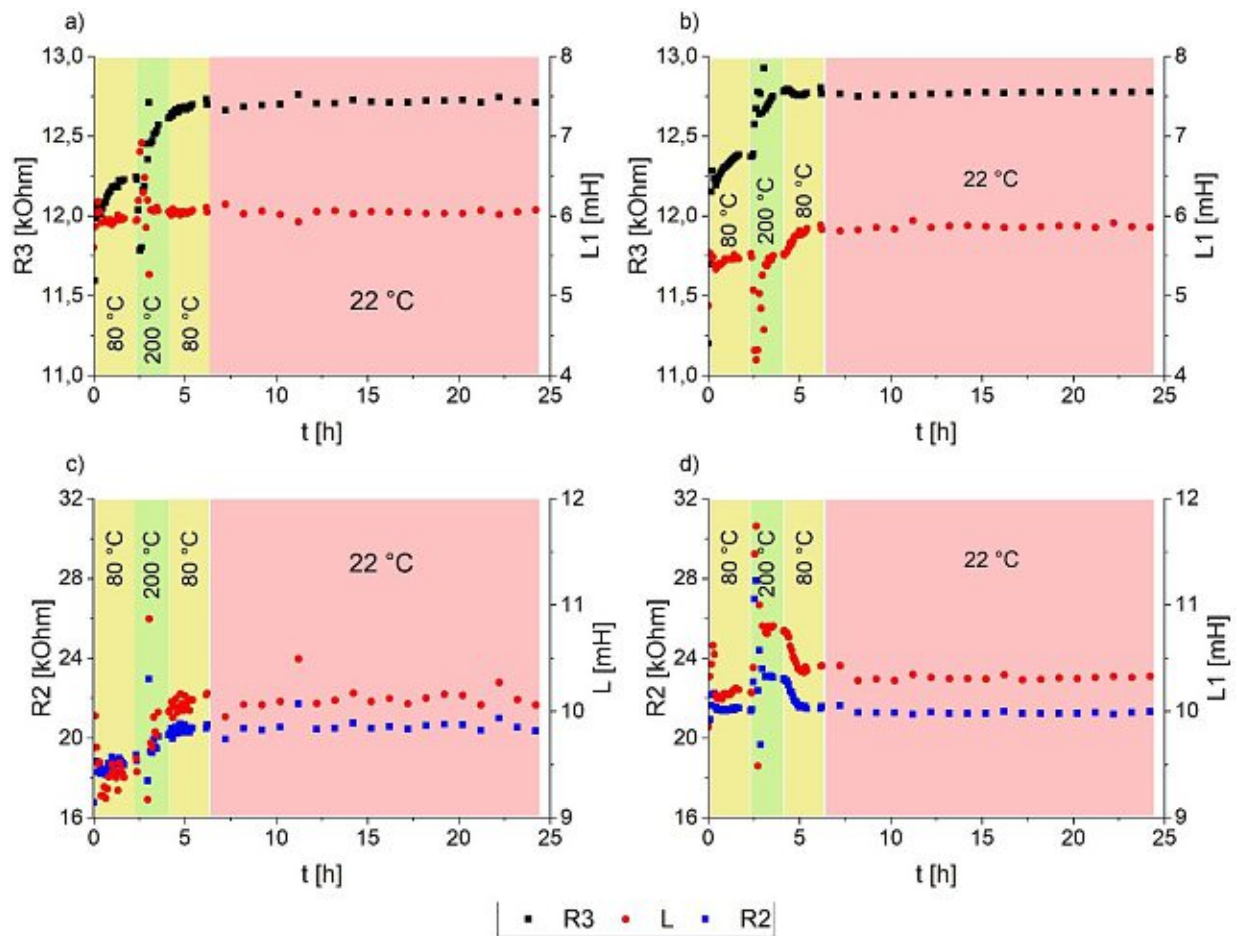 a)
13,0
12,5
12,0
11,5
11,0
R3 [kOhm]
8
7
6
5
4
L1 [mH]
80 °C
200 °C
80 °C
22 °C
0
5
10
15
20
25
t [h]
b)
13,0
12,5
12,0
11,5
11,0
R3 [kOhm]
8
7
6
5
4
L1 [mH]
80 °C
200 °C
80 °C
22 °C
0
5
10
15
20
25
t [h]
c)
32
28
24
20
16
R2 [kOhm]
12
11
10
9
L [mH]
80 °C
200 °C
80 °C
22 °C
0
5
10
15
20
25
t [h]
d)
32
28
24
20
16
R2 [kOhm]
12
11
10
9
L1 [mH]
80 °C
200 °C
80 °C
22 °C
0
5
10
15
20
25
t [h]
R3 L R2